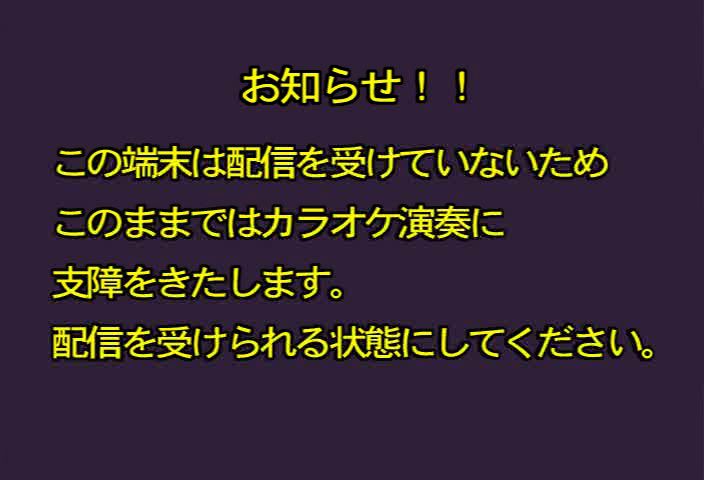 お知らせ！！
この端末は配信を受けていないため
このままではカラオケ演奏に
支障をきたします。
配信を受けられる状態にしてください。